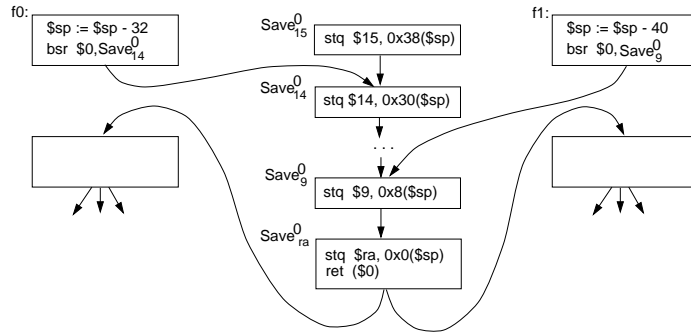 f0:
$sp := $sp - 32
bsr $0,Save⁰₁₄
Save⁰₁₅
stq $15, 0x38($sp)
Save⁰₁₄
stq $14, 0x30($sp)
. . .
Save⁰₉
stq $9, 0x8($sp)
Save⁰ᵣₐ
stq $ra, 0x0($sp)
ret ($0)
f1:
$sp := $sp - 40
bsr $0,Save⁰₉